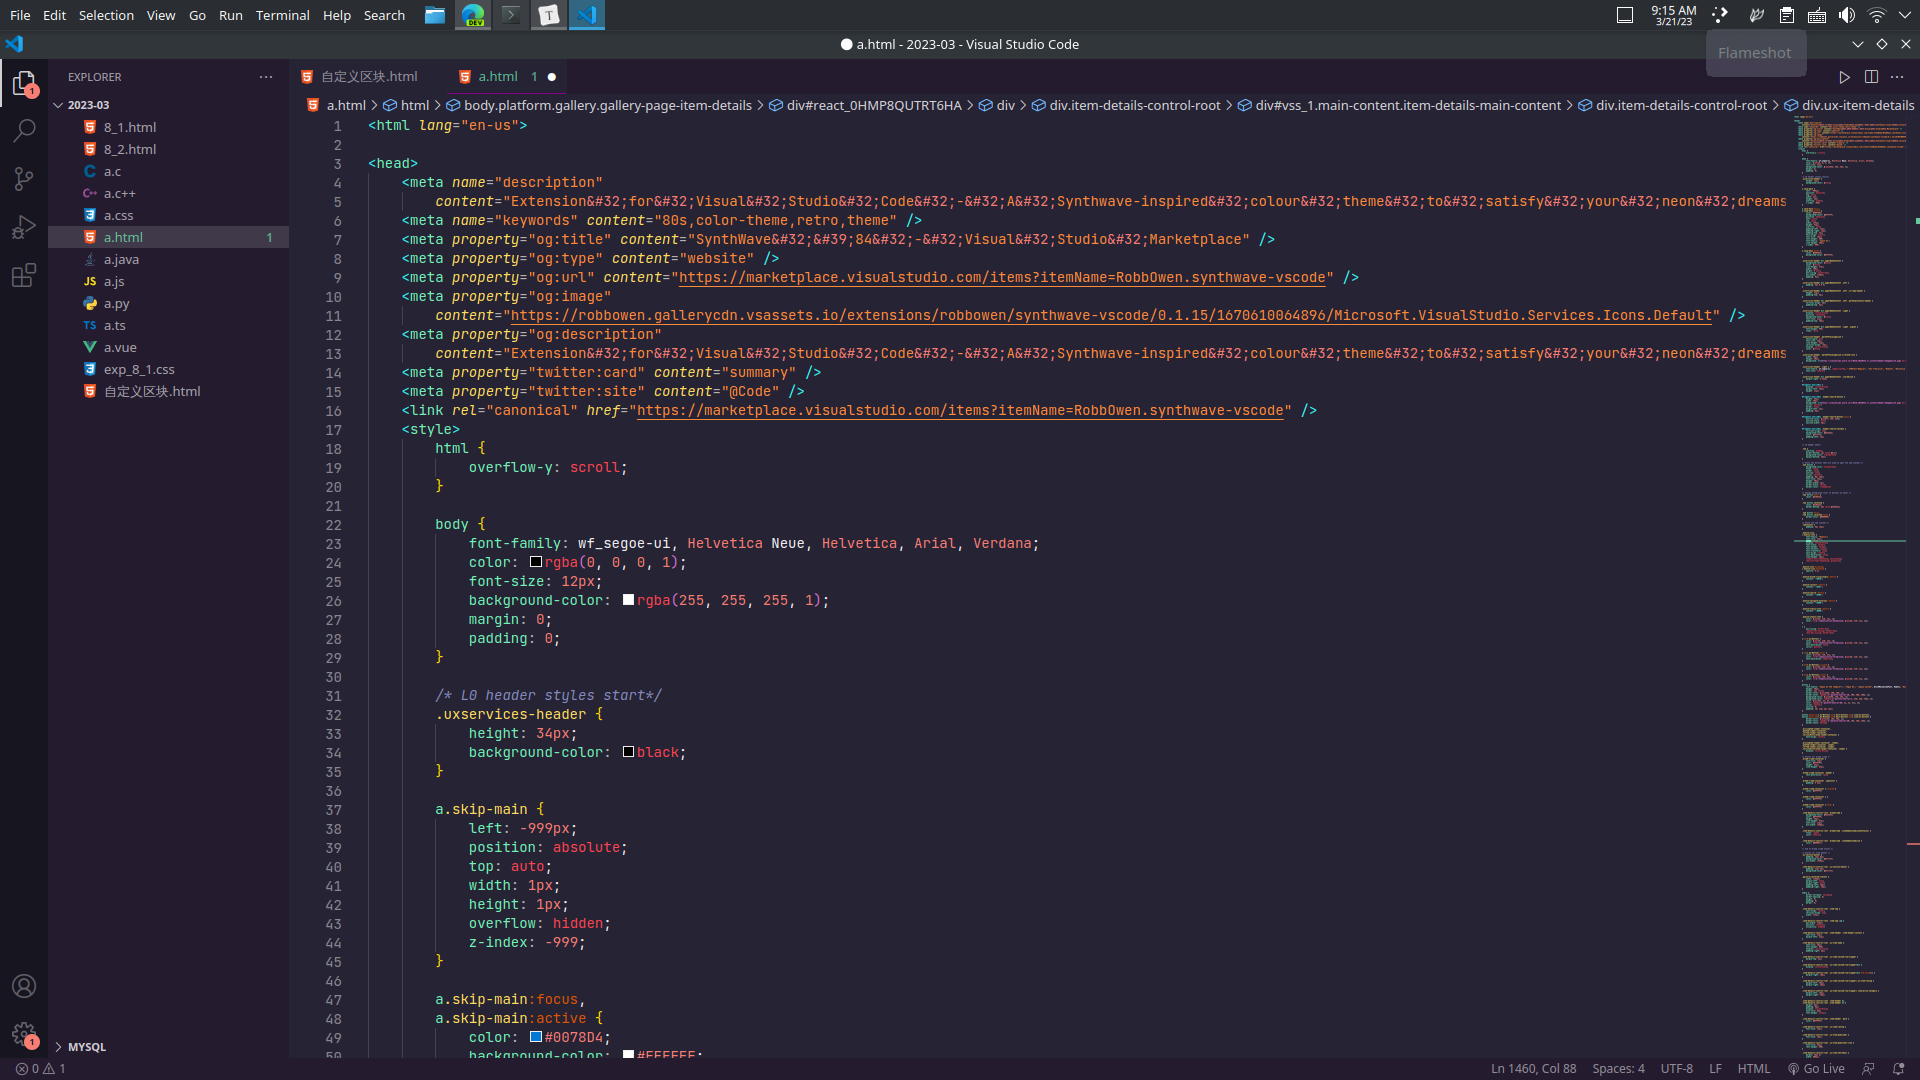 File Edit Selection View Go Run Terminal Help Search
DEV
T
9:15 AM
3/21/23
a.html - 2023-03 - Visual Studio Code
Flameshot
EXPLORER
自定义区块.html
a.html 1
2023-03
a.html > html > body.platform.gallery.gallery-page-item-details > div#react_0HMP8QUTRT6HA > div > div.item-details-control-root > div#vss_1.main-content.item-details-main-content > div.item-details-control-root > div.ux-item-details
8_1.html
8_2.html
a.c
a.c++
a.css
a.html 1
a.java
a.js
a.py
a.ts
a.vue
exp_8_1.css
自定义区块.html
MYSQL
1 <html lang="en-us">
2
3 <head>
4 <meta name="description"
5 content="Extension&#32;for&#32;Visual&#32;Studio&#32;Code&#32;-&#32;A&#32;Synthwave-inspired&#32;colour&#32;theme&#32;to&#32;satisfy&#32;your&#32;neon&#32;dreams
6 <meta name="keywords" content="80s,color-theme,retro,theme" />
7 <meta property="og:title" content="SynthWave&#32;&#39;84&#32;-&#32;Visual&#32;Studio&#32;Marketplace" />
8 <meta property="og:type" content="website" />
9 <meta property="og:url" content="https://marketplace.visualstudio.com/items?itemName=RobbOwen.synthwave-vscode" />
10 <meta property="og:image"
11 content="https://robbowen.gallerycdn.vsassets.io/extensions/robbowen/synthwave-vscode/0.1.15/1670610064896/Microsoft.VisualStudio.Services.Icons.Default" />
12 <meta property="og:description"
13 content="Extension&#32;for&#32;Visual&#32;Studio&#32;Code&#32;-&#32;A&#32;Synthwave-inspired&#32;colour&#32;theme&#32;to&#32;satisfy&#32;your&#32;neon&#32;dreams
14 <meta property="twitter:card" content="summary" />
15 <meta property="twitter:site" content="@Code" />
16 <link rel="canonical" href="https://marketplace.visualstudio.com/items?itemName=RobbOwen.synthwave-vscode" />
17 <style>
18 html {
19 overflow-y: scroll;
20 }
21
22 body {
23 font-family: wf_segoe-ui, Helvetica Neue, Helvetica, Arial, Verdana;
24 color: rgba(0, 0, 0, 1);
25 font-size: 12px;
26 background-color: rgba(255, 255, 255, 1);
27 margin: 0;
28 padding: 0;
29 }
30
31 /* L0 header styles start*/
32 .uxservices-header {
33 height: 34px;
34 background-color: black;
35 }
36
37 a.skip-main {
38 left: -999px;
39 position: absolute;
40 top: auto;
41 width: 1px;
42 height: 1px;
43 overflow: hidden;
44 z-index: -999;
45 }
46
47 a.skip-main:focus,
48 a.skip-main:active {
49 color: #0078D4;
50 background-color: #FFFFFF;
0 1
Ln 1460, Col 88 Spaces: 4 UTF-8 LF HTML Go Live